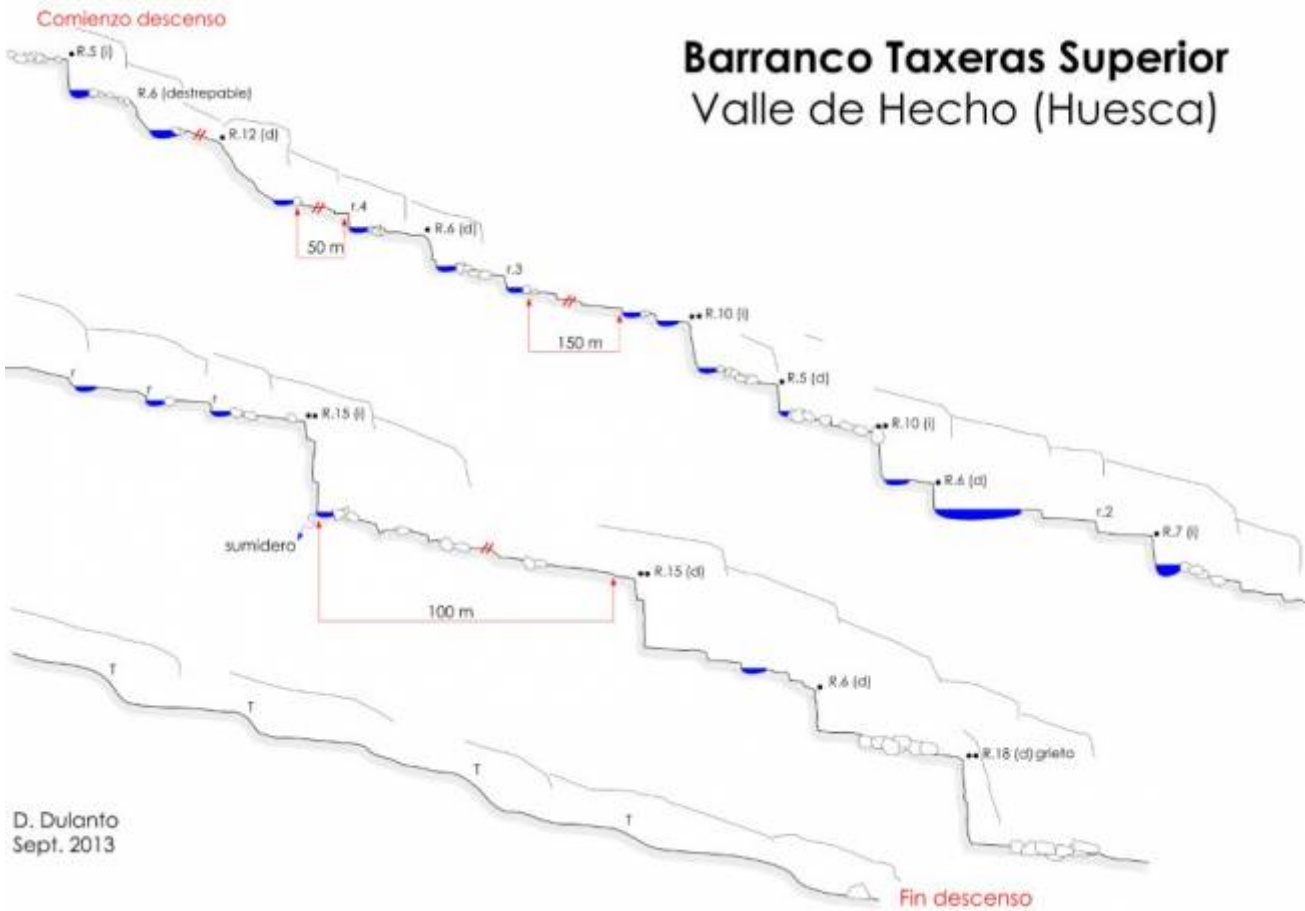 Comienzo descenso
Barranco Taxeras Superior
Valle de Hecho (Huesca)
R.5 (i)
R.6 (destrepable)
R.12 (d)
r.4
50 m
R.6 (d)
r.3
150 m
R.10 (i)
R.5 (d)
R.10 (i)
R.6 (d)
r.2
R.7 (i)
r
r
r
R.15 (i)
sumidero
100 m
R.15 (d)
R.6 (d)
R.18 (d) grieta
T
T
T
T
D. Dulanto
Sept. 2013
Fin descenso